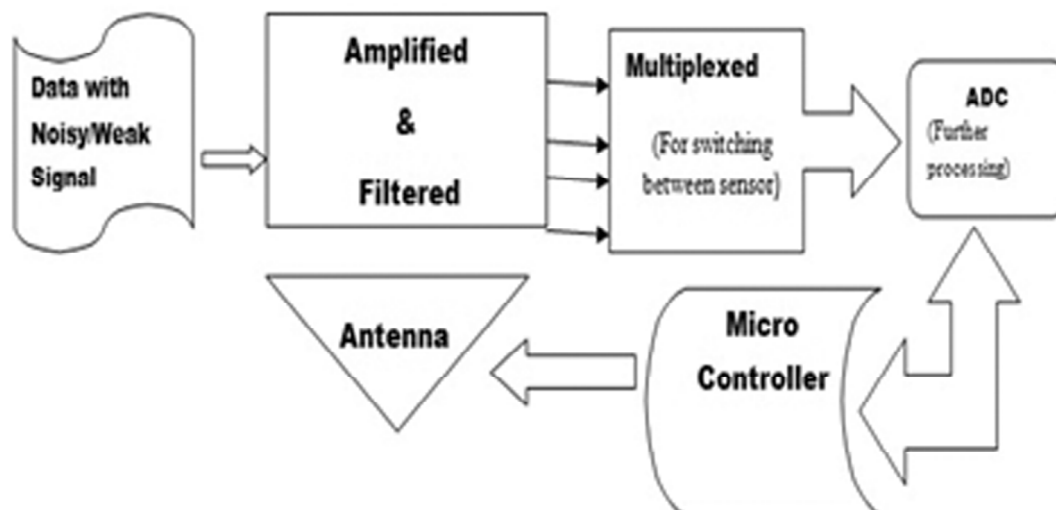 Data with
Noisy/Weak
Signal
Amplified
&
Filtered
Multiplexed
(For switching
between sensor)
ADC
(Further
processing)
Antenna
Micro
Controller